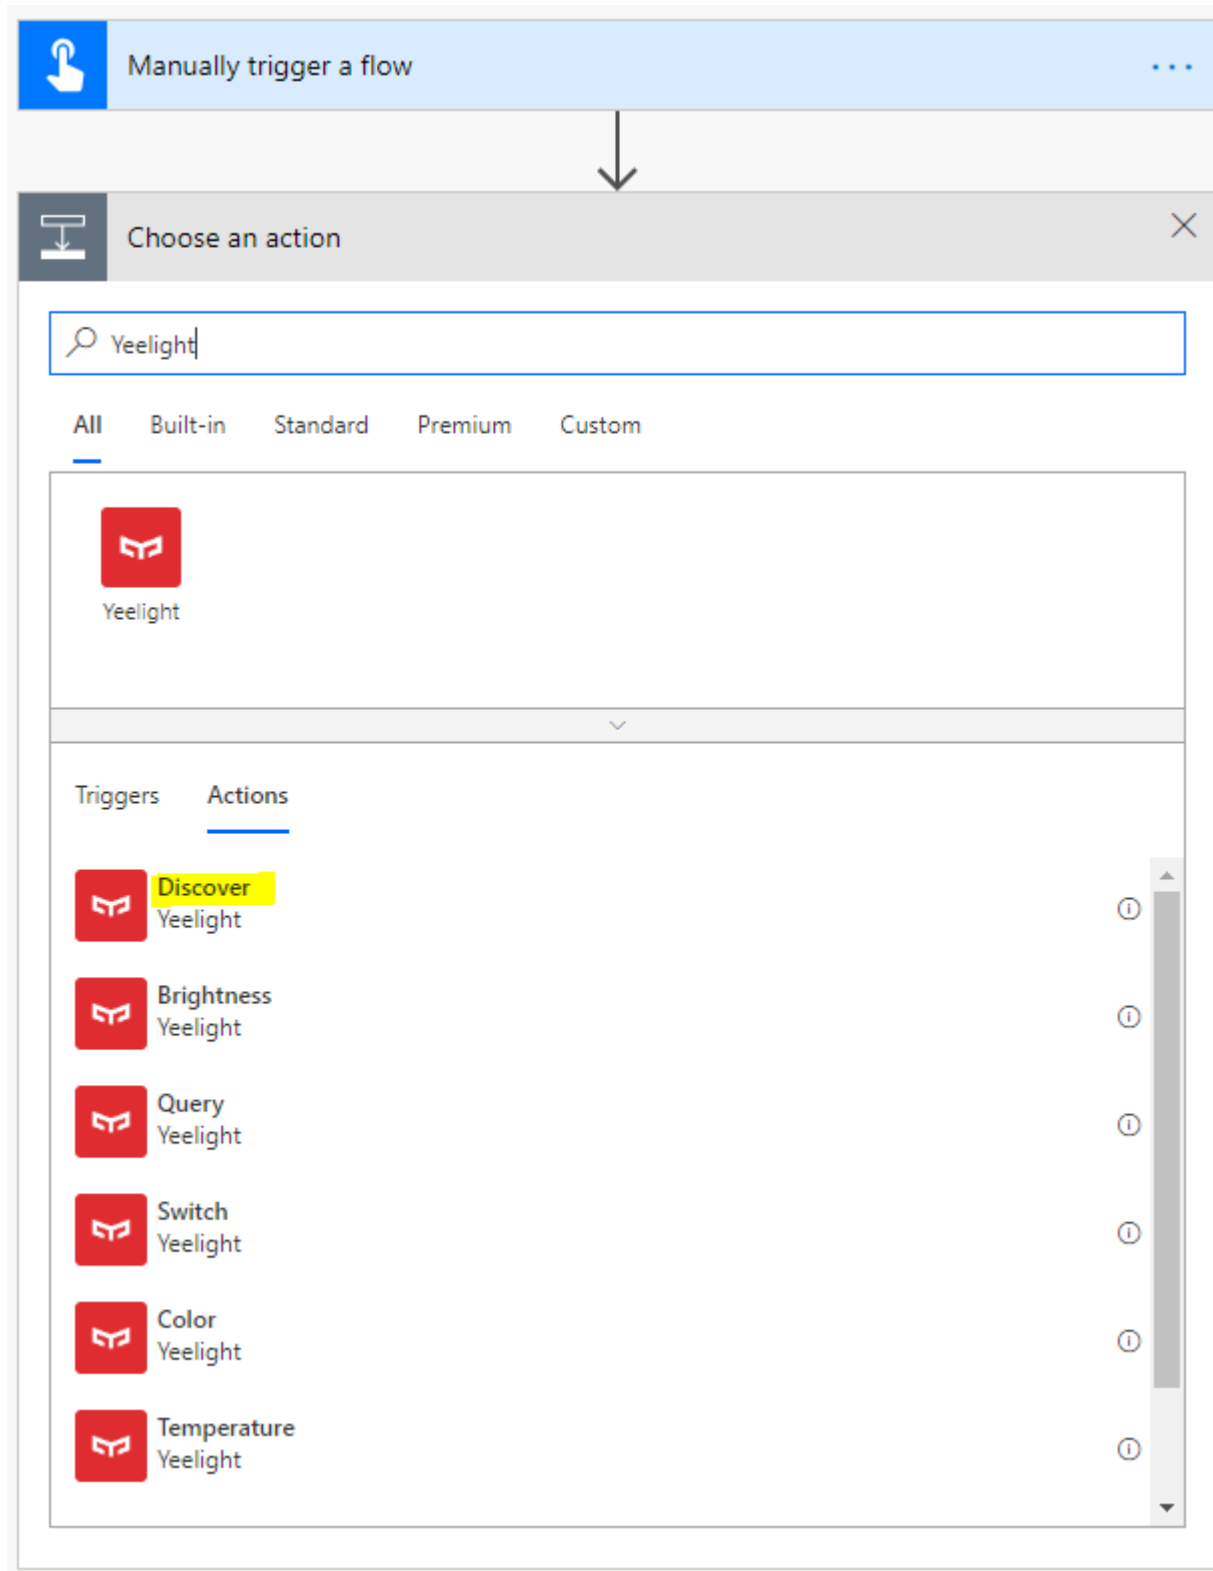 Manually trigger a flow
Choose an action
Yeelight
All Built-in Standard Premium Custom
Yeelight
Triggers Actions
Discover
Yeelight
Brightness
Yeelight
Query
Yeelight
Switch
Yeelight
Color
Yeelight
Temperature
Yeelight